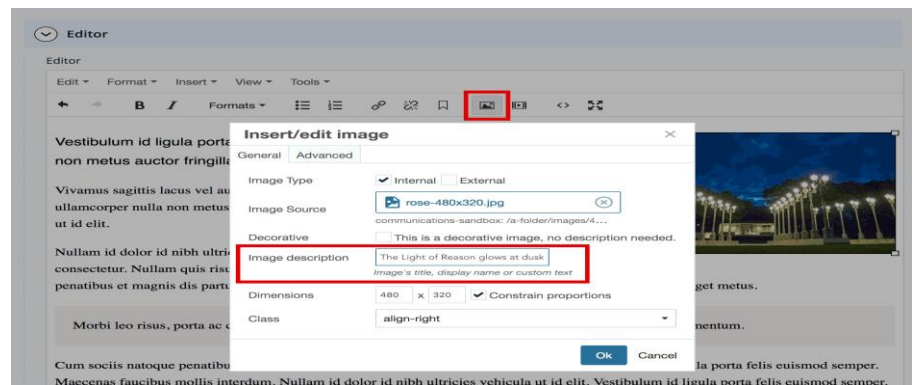 Editor
Editor
Edit Format Insert View Tools
B I Formats
Vestibulum id ligula porta
non metus auctor fringilla
Vivamus sagittis lacus vel au
ullamcorper nulla non metus
ut id elit.
Nullam id dolor id nibh ultri
consectetur. Nullam quis risu
penatibus et magnis dis partu
get metus.
Morbi leo risus, porta ac
mentum.
Cum sociis natoque penatibu
la porta felis euismod semper.
Maecenas faucibus mollis interdum. Nullam id dolor id nibh ultricies vehicula ut id elit. Vestibulum id ligula porta felis euismod semper.
Insert/edit image
General Advanced
Image Type Internal External
Image Source rose-480x320.jpg
communications-sandbox: /a-folder/images/4...
Decorative This is a decorative image, no description needed.
Image description The Light of Reason glows at dusk
Image's title, display name or custom text
Dimensions 480 x 320 Constrain proportions
Class align-right
Ok Cancel